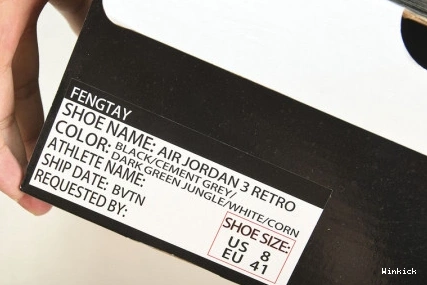 FENGTAY
SHOE NAME: AIR JORDAN 3 RETRO
COLOR: BLACK/CEMENT GREY/
DARK GREEN JUNGLE/WHITE/CORN
ATHLETE NAME:
SHIP DATE: BVTN
REQUESTED BY:
SHOE SIZE:
US 8
EU 41
Winkick